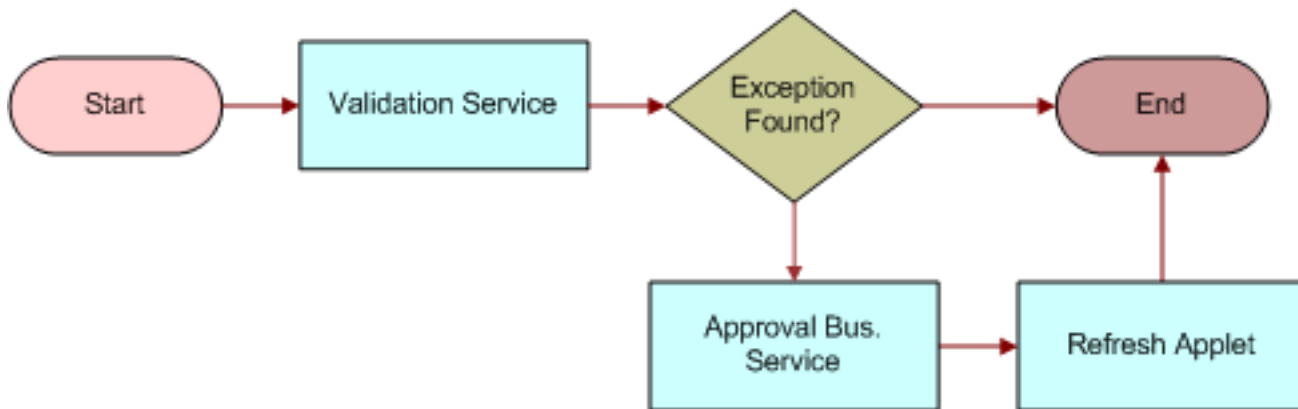 Start
Validation Service
Exception
Found?
End
Approval Bus.
Service
Refresh Applet